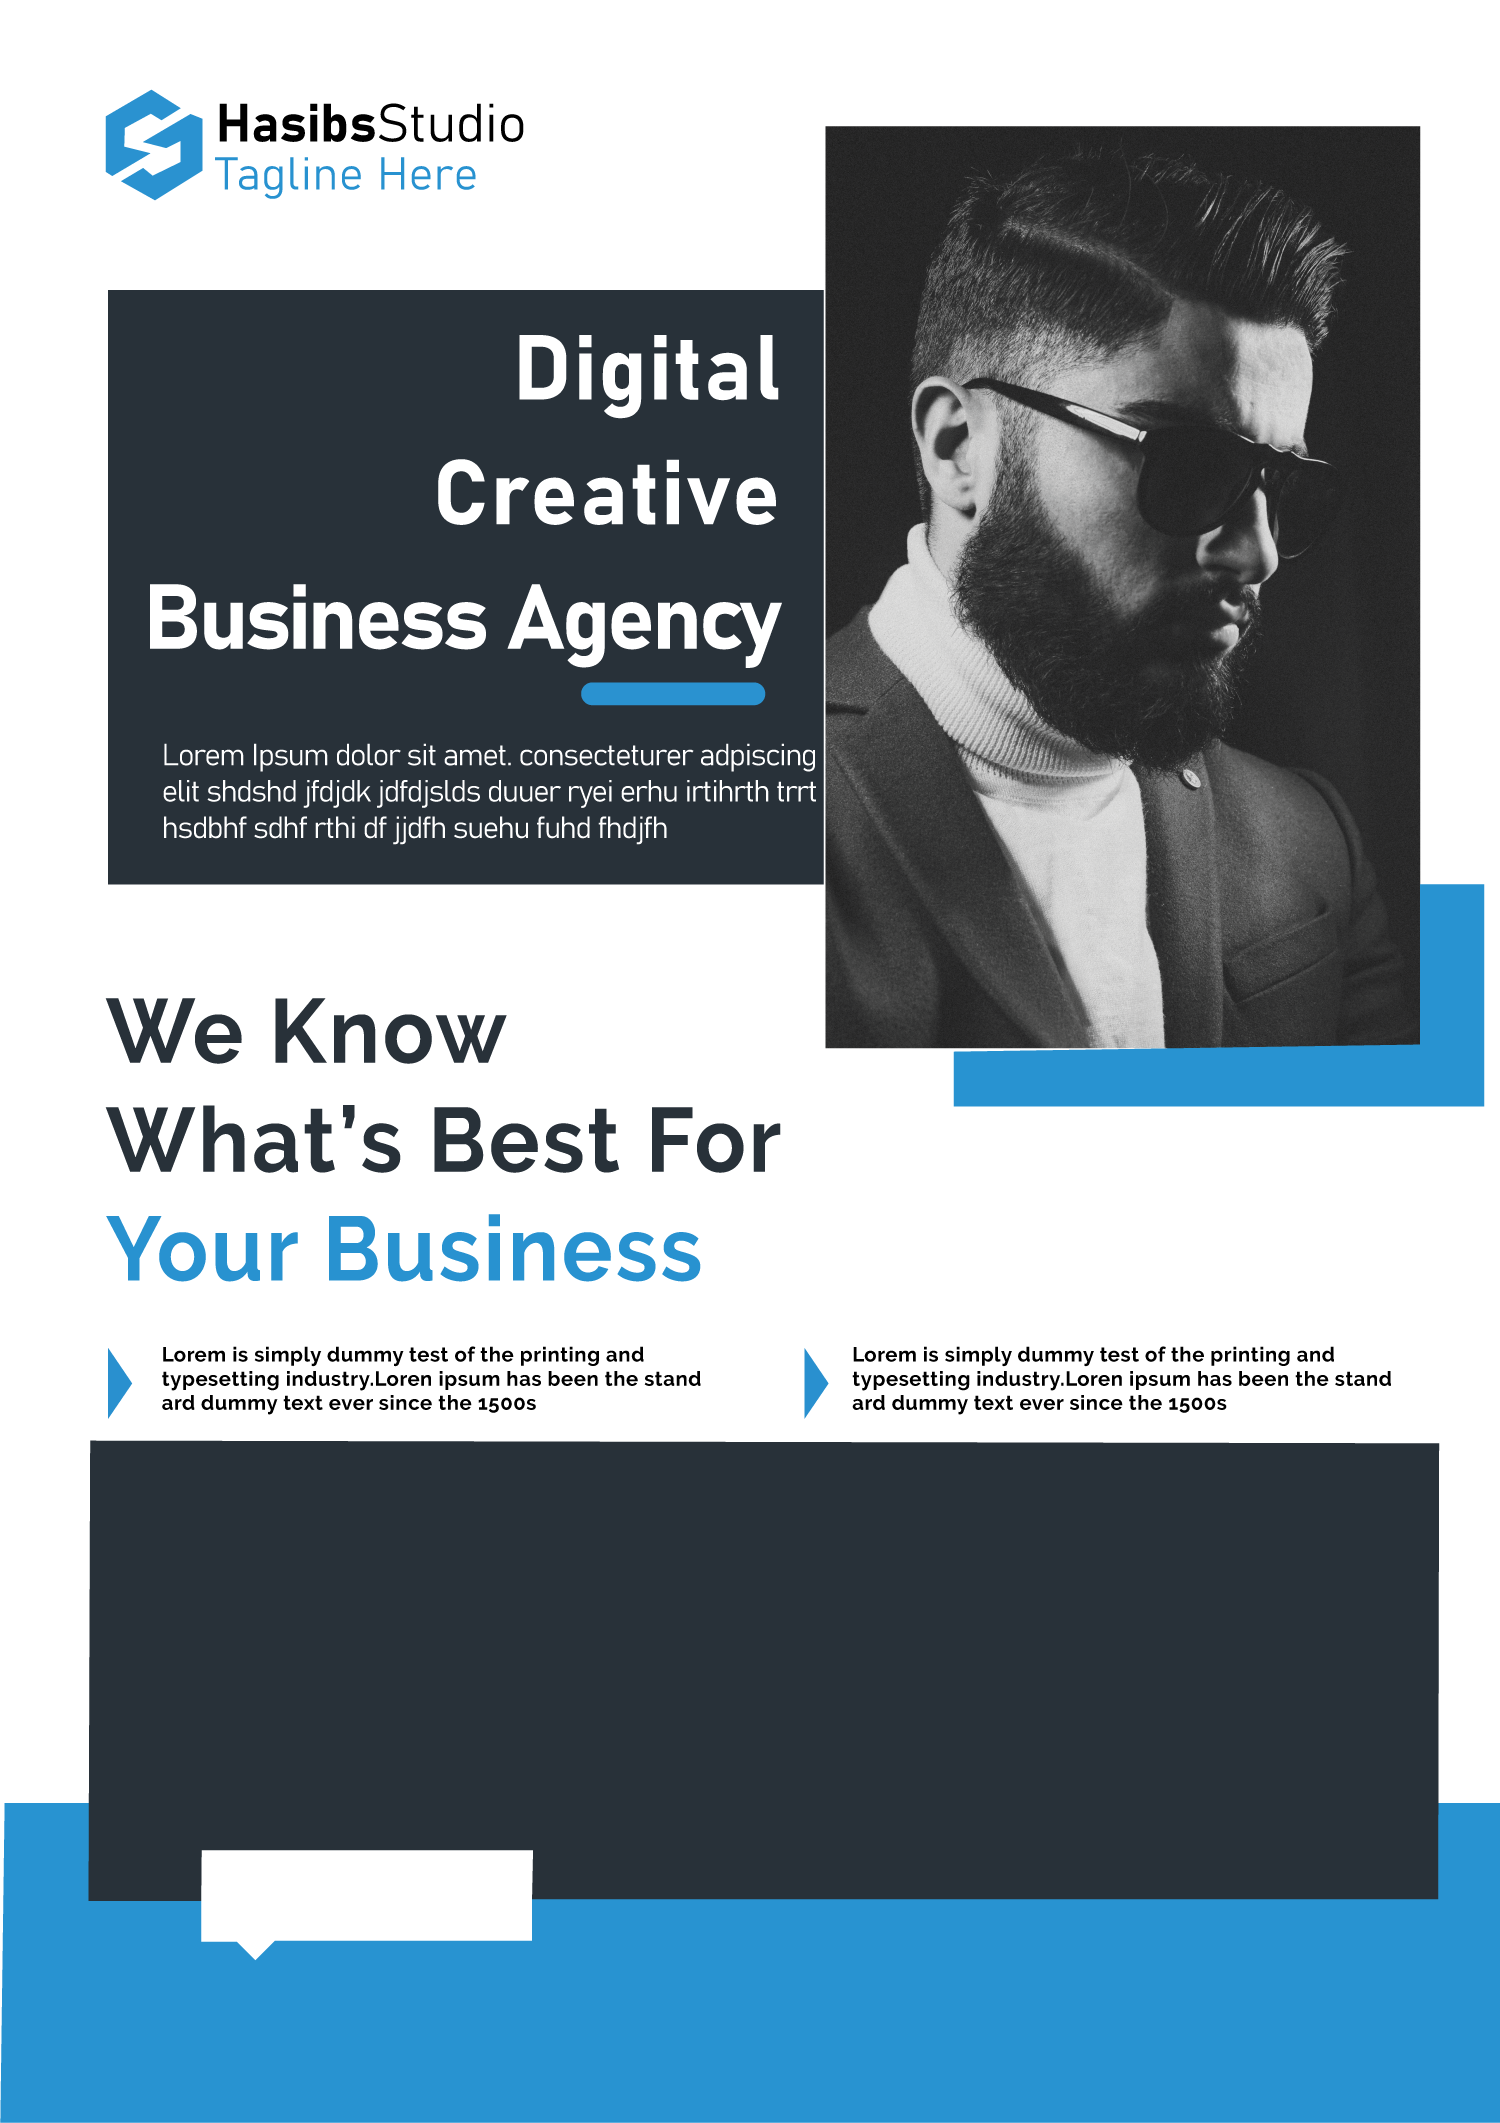 HasibsStudio
Tagline Here
Digital
Creative
Business Agency
Lorem Ipsum dolor sit amet. consecteturer adpiscing
elit shdshd jfdjdk jdfdjslds duuer ryei erhu irtihrth trrt
hsdbhf sdhf rthi df jjdfh suehu fuhd fhdjfh
We Know
What's Best For
Your Business
Lorem is simply dummy test of the printing and
typesetting industry.Loren ipsum has been the stand
ard dummy text ever since the 1500s
Lorem is simply dummy test of the printing and
typesetting industry.Loren ipsum has been the stand
ard dummy text ever since the 1500s